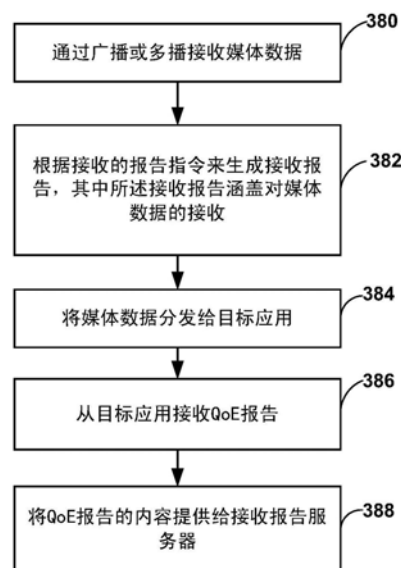 380
通过广播或多播接收媒体数据
382
根据接收的报告指令来生成接收报
告，其中所述接收报告涵盖对媒体
数据的接收
384
将媒体数据分发给目标应用
386
从目标应用接收QoE报告
388
将QoE报告的内容提供给接收报告服
务器